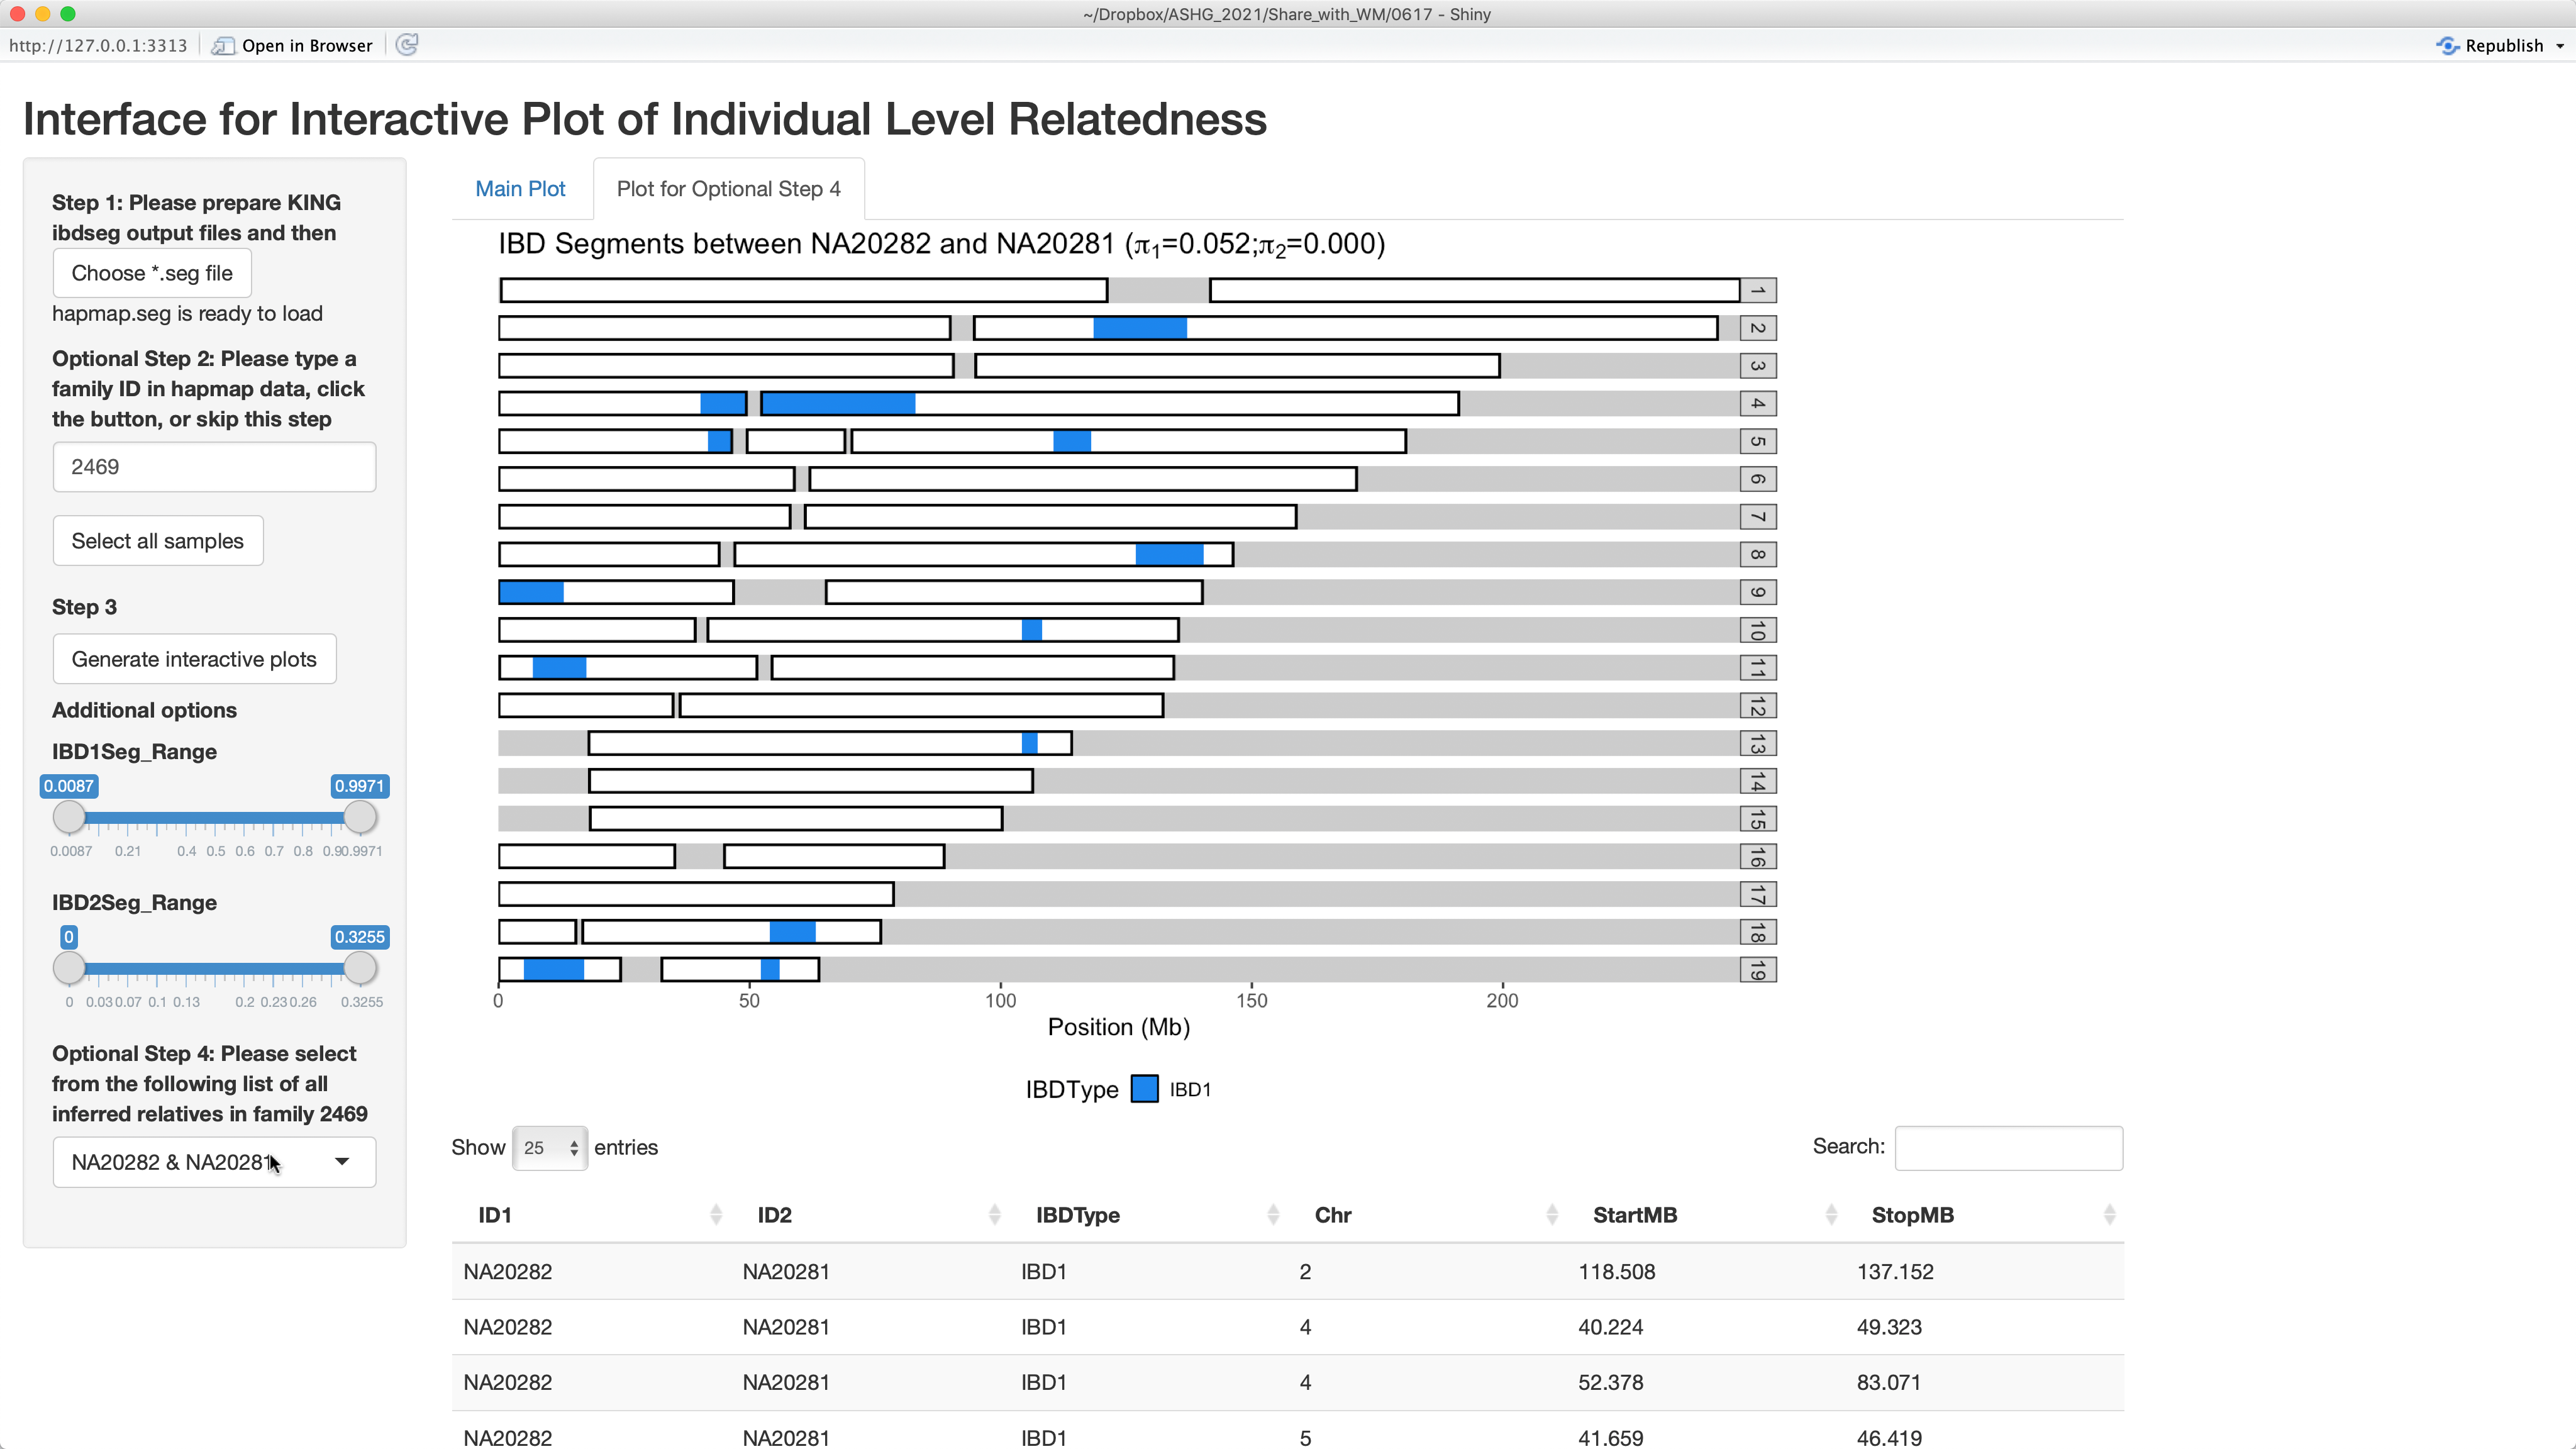 ~/Dropbox/ASHG_2021/Share_with_WM/0617 - Shiny
http://127.0.0.1:3313 Open in Browser Republish
Interface for Interactive Plot of Individual Level Relatedness
Step 1: Please prepare KING
ibdseg output files and then
Choose *.seg file
hapmap.seg is ready to load
Optional Step 2: Please type a
family ID in hapmap data, click
the button, or skip this step
2469
Select all samples
Step 3
Generate interactive plots
Additional options
IBD1Seg_Range
0.0087 0.9971
0.0087 0.21 0.4 0.5 0.6 0.7 0.8 0.9 0.9971
IBD2Seg_Range
0 0.3255
0 0.03 0.07 0.1 0.13 0.2 0.23 0.26 0.3255
Optional Step 4: Please select
from the following list of all
inferred relatives in family 2469
NA20282 & NA20281
Main Plot Plot for Optional Step 4
IBD Segments between NA20282 and NA20281 (π1=0.052;π2=0.000)
1
2
3
4
5
6
7
8
9
10
11
12
13
14
15
16
17
18
19
0 50 100 150 200
Position (Mb)
IBDType IBD1
Show 25 entries Search:
ID1 ID2 IBDType Chr StartMB StopMB
NA20282 NA20281 IBD1 2 118.508 137.152
NA20282 NA20281 IBD1 4 40.224 49.323
NA20282 NA20281 IBD1 4 52.378 83.071
NA20282 NA20281 IBD1 5 41.659 46.419